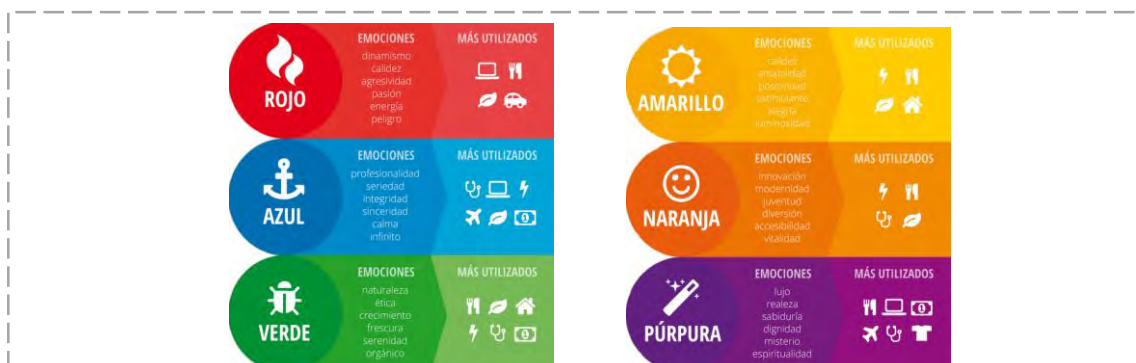 ROJO
EMOCIONES
dinamismo
calidez
agresividad
pasión
energía
peligro
MÁS UTILIZADOS
AZUL
EMOCIONES
profesionalidad
seriedad
integridad
sinceridad
calma
infinito
MÁS UTILIZADOS
VERDE
EMOCIONES
naturaleza
ética
crecimiento
frescura
serenidad
orgánico
MÁS UTILIZADOS
AMARILLO
EMOCIONES
calidez
amabilidad
positividad
estimulante
alegría
luminosidad
MÁS UTILIZADOS
NARANJA
EMOCIONES
innovación
modernidad
juventud
diversión
accesibilidad
vitalidad
MÁS UTILIZADOS
PÚRPURA
EMOCIONES
lujo
realeza
sabiduría
dignidad
misterio
espiritualidad
MÁS UTILIZADOS